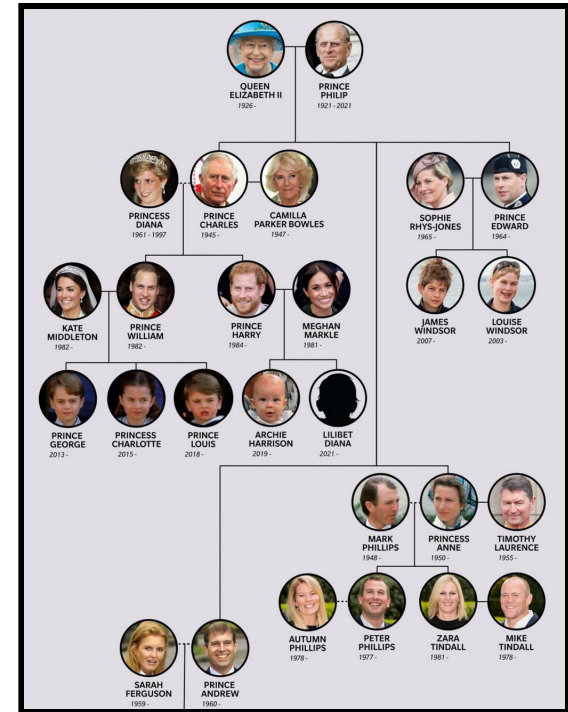 QUEEN
ELIZABETH II
1926 -
PRINCE
PHILIP
1921 - 2021
PRINCESS
DIANA
1961 - 1997
PRINCE
CHARLES
1945 -
CAMILLA
PARKER BOWLES
1947 -
SOPHIE
RHYS-JONES
1965 -
PRINCE
EDWARD
1964 -
KATE
MIDDLETON
1982 -
PRINCE
WILLIAM
1982 -
PRINCE
HARRY
1984 -
MEGHAN
MARKLE
1981 -
JAMES
WINDSOR
2007 -
LOUISE
WINDSOR
2003 -
PRINCE
GEORGE
2013 -
PRINCESS
CHARLOTTE
2015 -
PRINCE
LOUIS
2018 -
ARCHIE
HARRISON
2019 -
LILIBET
DIANA
2021 -
MARK
PHILLIPS
1948 -
PRINCESS
ANNE
1950 -
TIMOTHY
LAURENCE
1955 -
AUTUMN
PHILLIPS
1978 -
PETER
PHILLIPS
1977 -
ZARA
TINDALL
1981 -
MIKE
TINDALL
1978 -
SARAH
FERGUSON
1959 -
PRINCE
ANDREW
1960 -